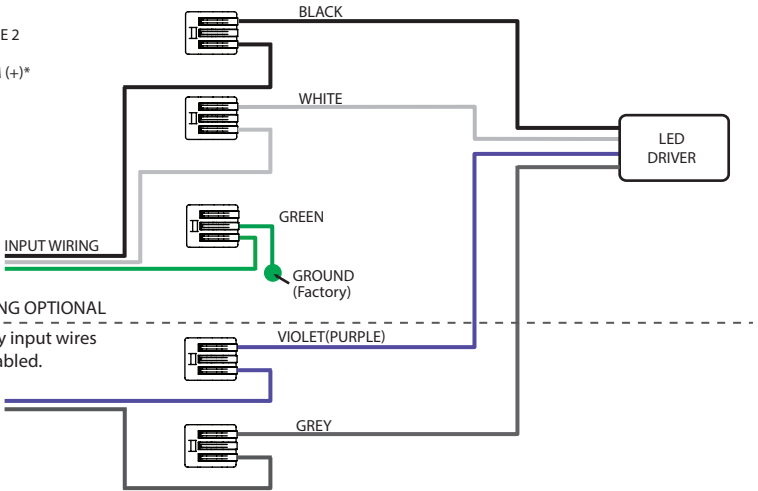 BLACK
E 2
(+)*
WHITE
LED
DRIVER
GREEN
INPUT WIRING
GROUND
(Factory)
NG OPTIONAL
VIOLET(PURPLE)
y input wires
abled.
GREY